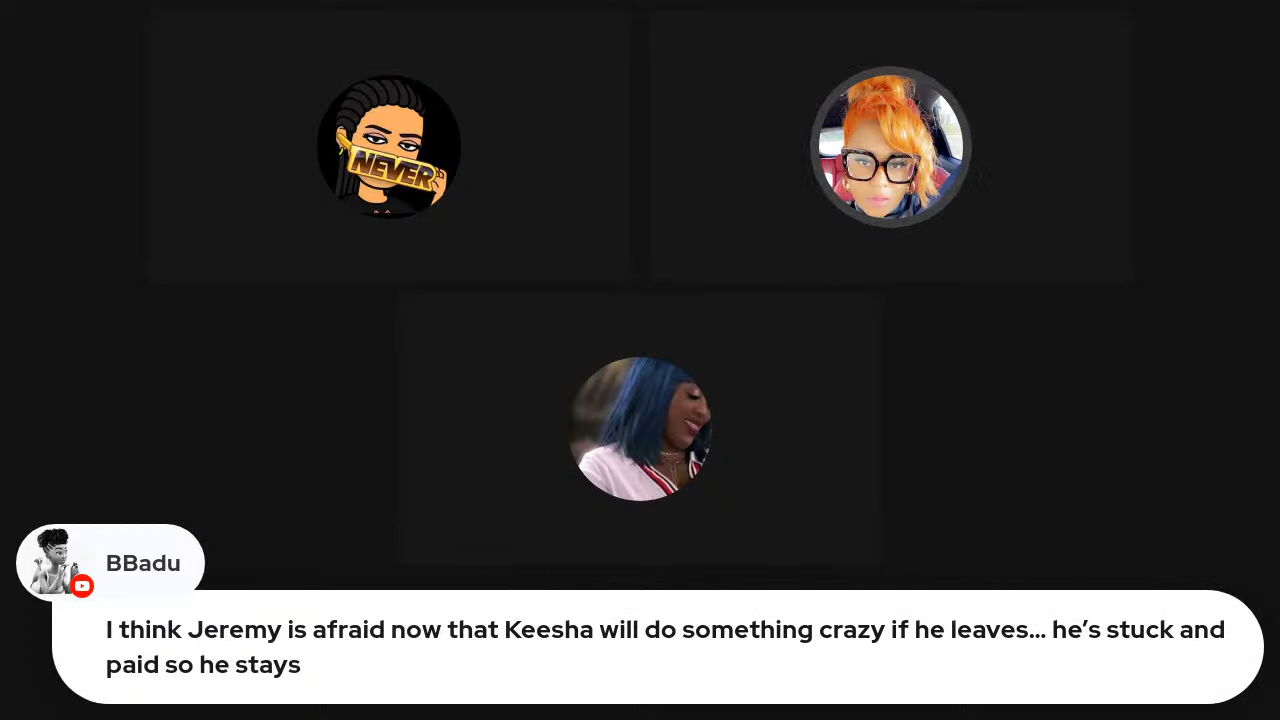 NEVER
BBadu
I think Jeremy is afraid now that Keesha will do something crazy if he leaves... he’s stuck and
paid so he stays